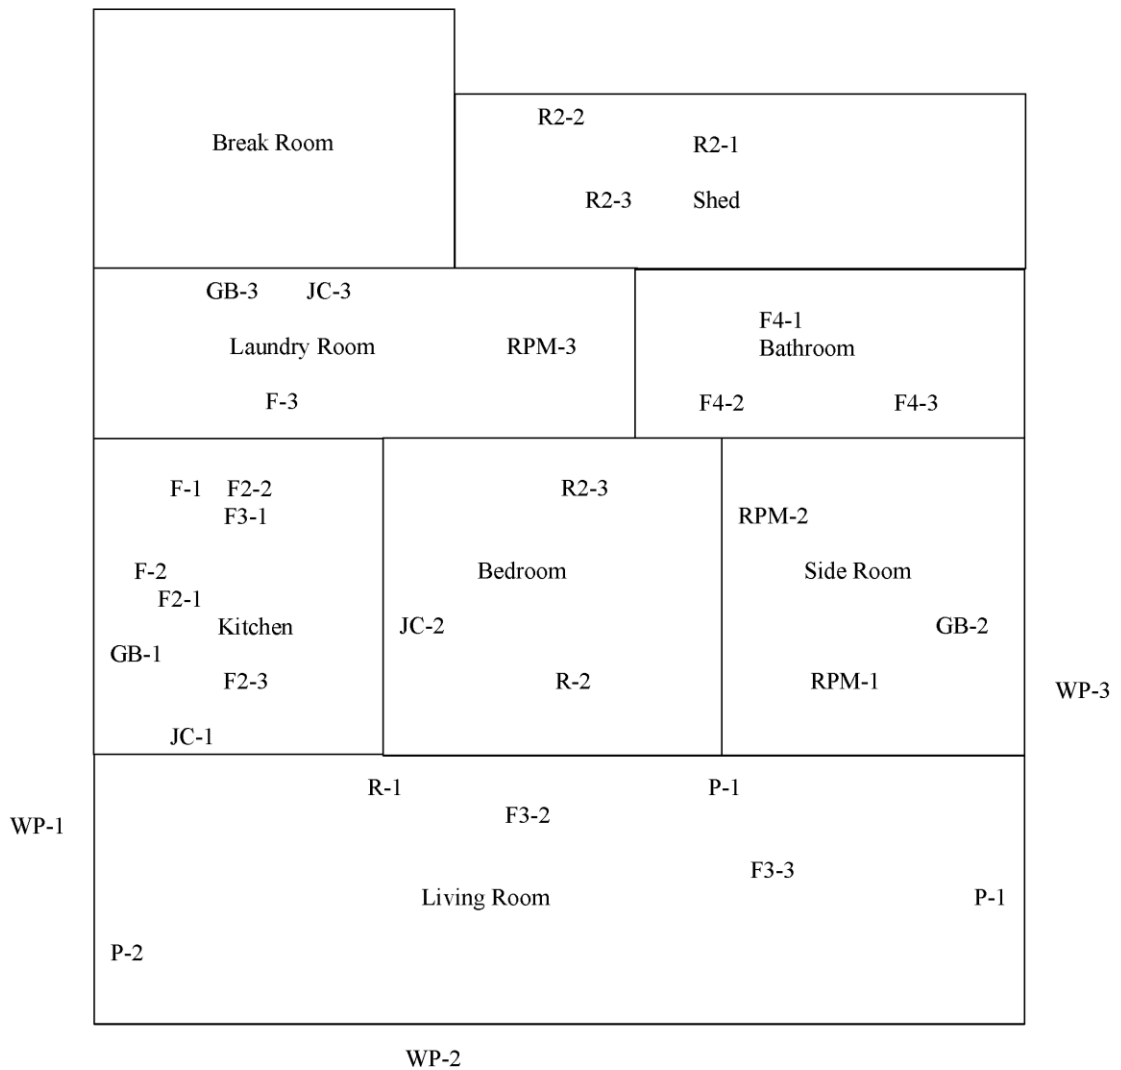 Break Room
R2-2
R2-1
R2-3 Shed
GB-3 JC-3
Laundry Room RPM-3
F-3
F4-1
Bathroom
F4-2 F4-3
F-1 F2-2
F3-1
F-2
F2-1
Kitchen
GB-1
F2-3
JC-1
R2-3
Bedroom
JC-2
R-2
RPM-2
Side Room
GB-2
RPM-1
WP-3
R-1 P-1
F3-2
WP-1
F3-3
Living Room P-1
P-2
WP-2